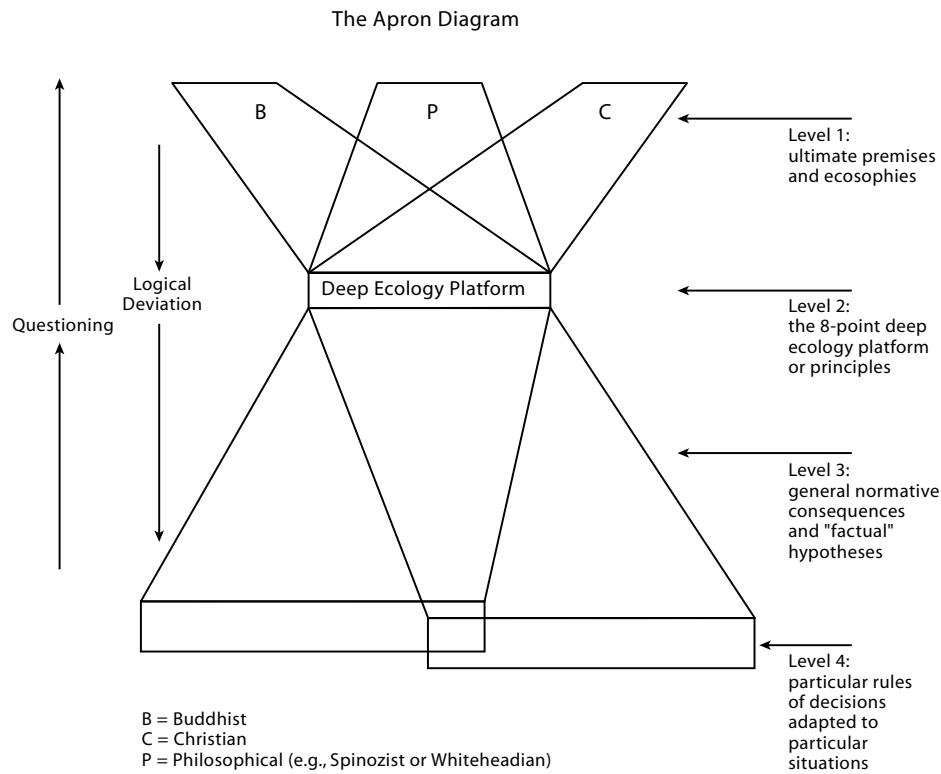 The Apron Diagram
B
P
C
Level 1:
ultimate premises
and ecosophies
Logical
Deviation
Questioning
Deep Ecology Platform
Level 2:
the 8-point deep
ecology platform
or principles
Level 3:
general normative
consequences
and "factual"
hypotheses
Level 4:
particular rules
of decisions
adapted to
particular
situations
B = Buddhist
C = Christian
P = Philosophical (e.g., Spinozist or Whiteheadian)